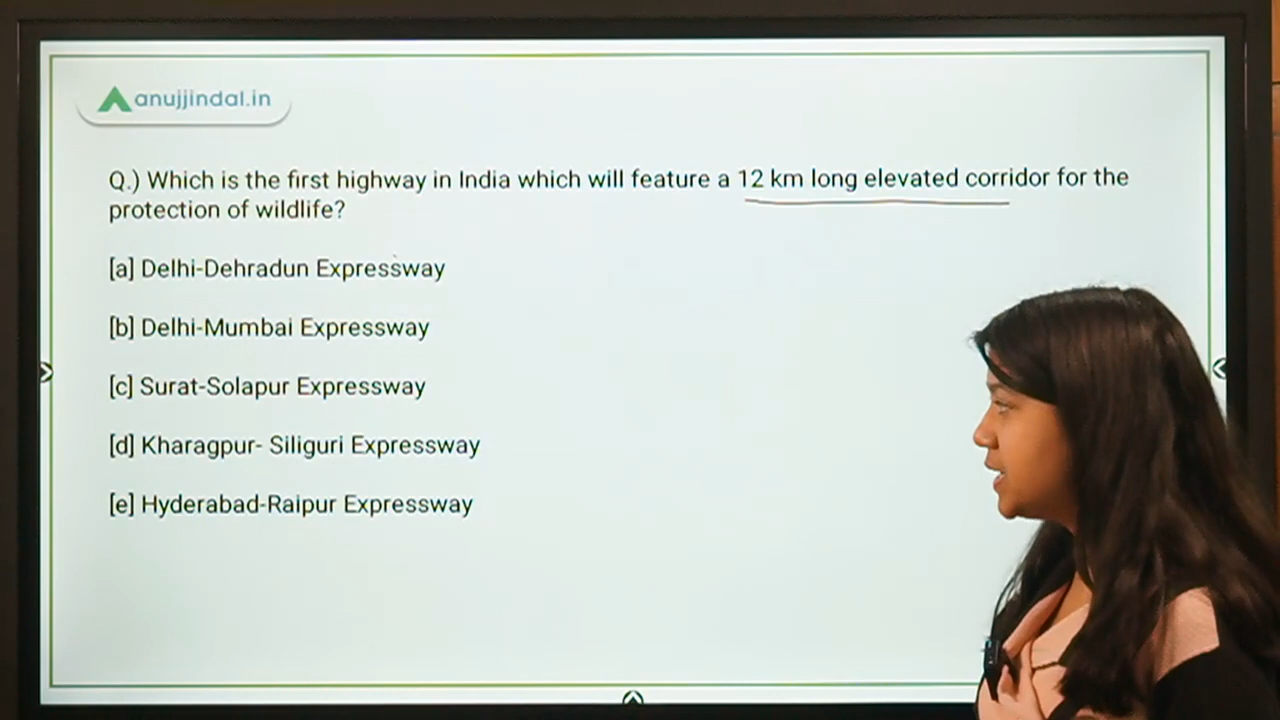 anujjindal.in
Q.) Which is the first highway in India which will feature a 12 km long elevated corridor for the
protection of wildlife?
[a] Delhi-Dehradun Expressway
[b] Delhi-Mumbai Expressway
[c] Surat-Solapur Expressway
[d] Kharagpur- Siliguri Expressway
[e] Hyderabad-Raipur Expressway